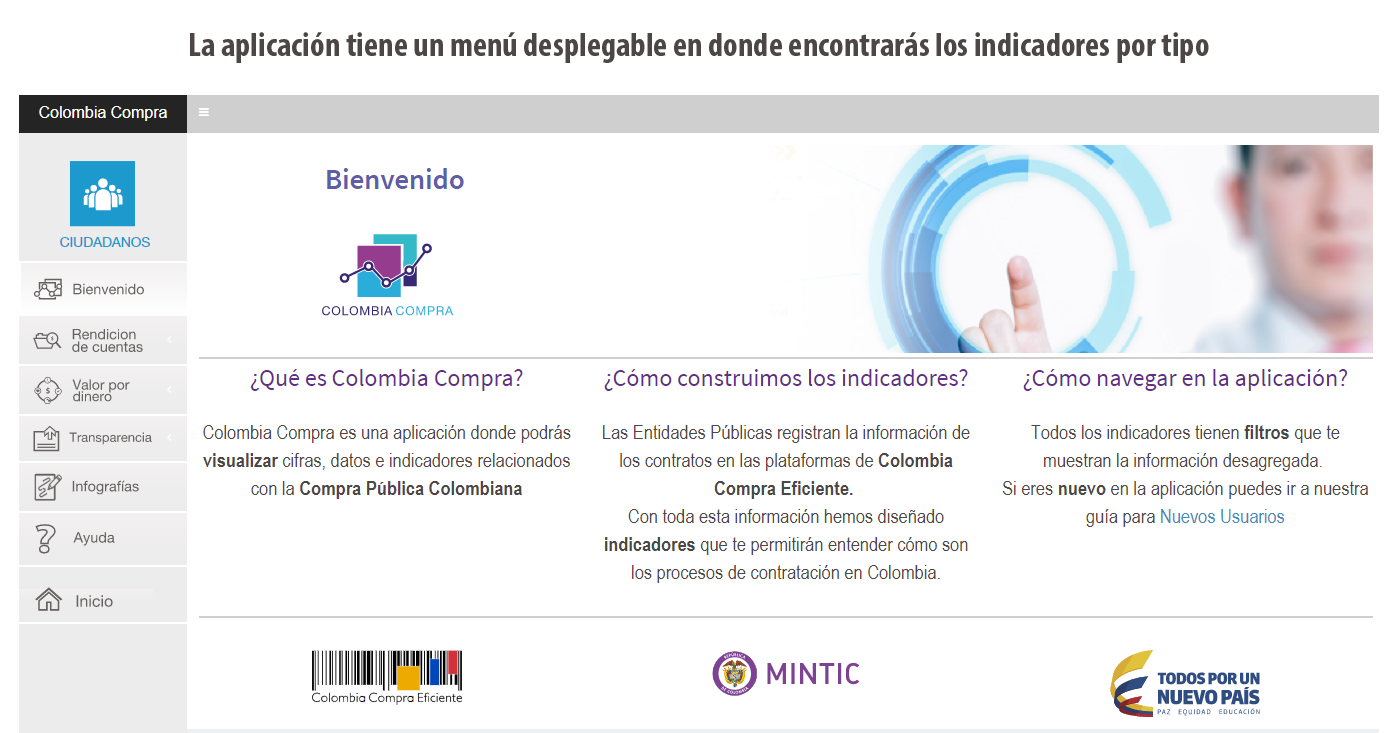 La aplicación tiene un menú desplegable en donde encontrarás los indicadores por tipo
Colombia Compra
CIUDADANOS
Bienvenido
Rendicion
de cuentas
Valor por
dinero
Transparencia
Infografías
Ayuda
Inicio
Bienvenido
COLOMBIA COMPRA
¿Qué es Colombia Compra?
Colombia Compra es una aplicación donde podrás
visualizar cifras, datos e indicadores relacionados
con la Compra Pública Colombiana
¿Cómo construimos los indicadores?
Las Entidades Públicas registran la información de
los contratos en las plataformas de Colombia
Compra Eficiente.
Con toda esta información hemos diseñado
indicadores que te permitirán entender cómo son
los procesos de contratación en Colombia.
¿Cómo navegar en la aplicación?
Todos los indicadores tienen filtros que te
muestran la información desagregada.
Si eres nuevo en la aplicación puedes ir a nuestra
guía para Nuevos Usuarios
Colombia Compra Eficiente
REPÚBLICA
DE COLOMBIA
MINTIC
TODOS POR UN
NUEVO PAÍS
PAZ EQUIDAD EDUCACIÓN